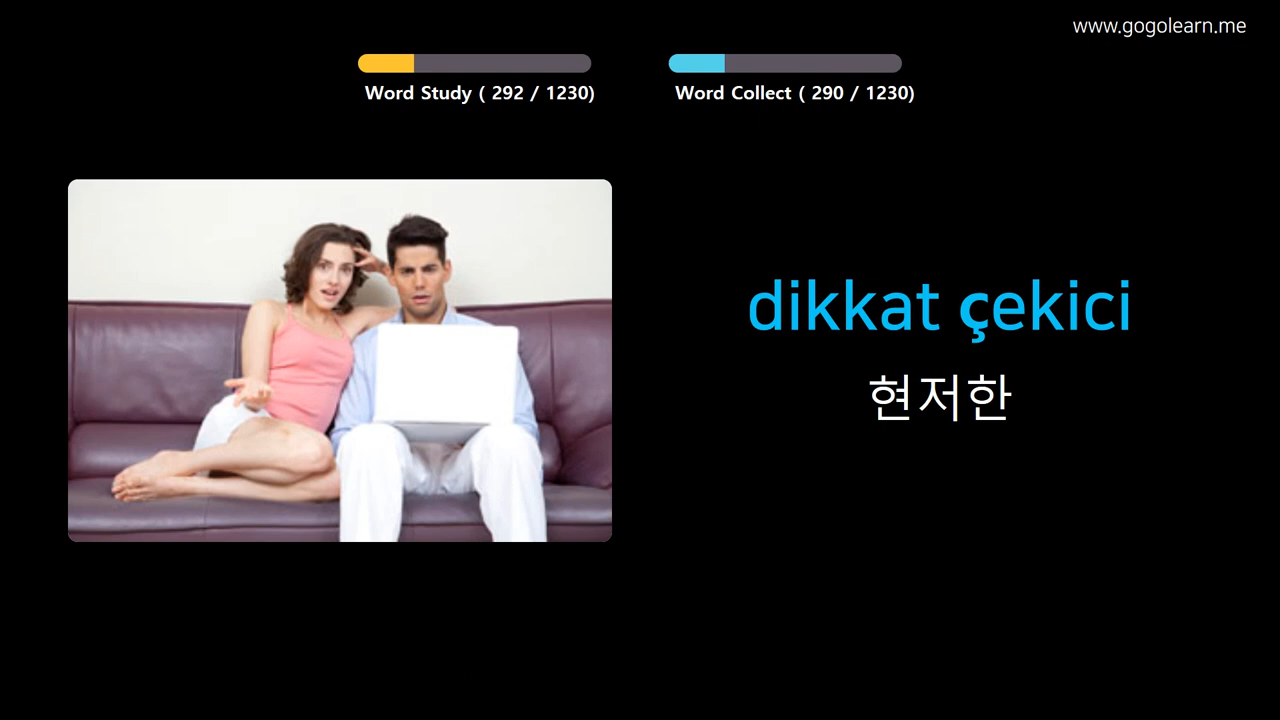 www.gogolearn.me
Word Study ( 292 / 1230)
Word Collect ( 290 / 1230)
dikkat çekici
현저한